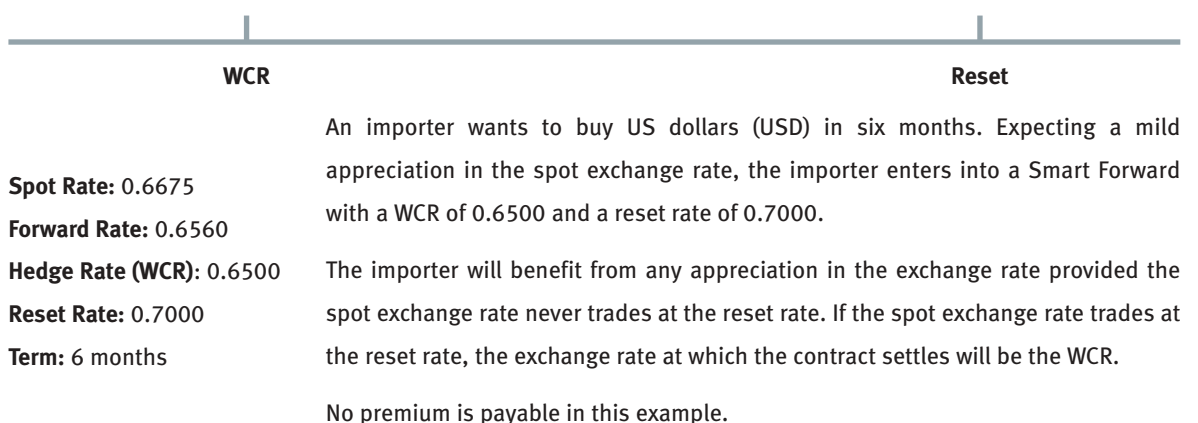 WCR
Reset
Spot Rate: 0.6675
Forward Rate: 0.6560
Hedge Rate (WCR): 0.6500
Reset Rate: 0.7000
Term: 6 months
An importer wants to buy US dollars (USD) in six months. Expecting a mild
appreciation in the spot exchange rate, the importer enters into a Smart Forward
with a WCR of 0.6500 and a reset rate of 0.7000.
The importer will benefit from any appreciation in the exchange rate provided the
spot exchange rate never trades at the reset rate. If the spot exchange rate trades at
the reset rate, the exchange rate at which the contract settles will be the WCR.
No premium is payable in this example.